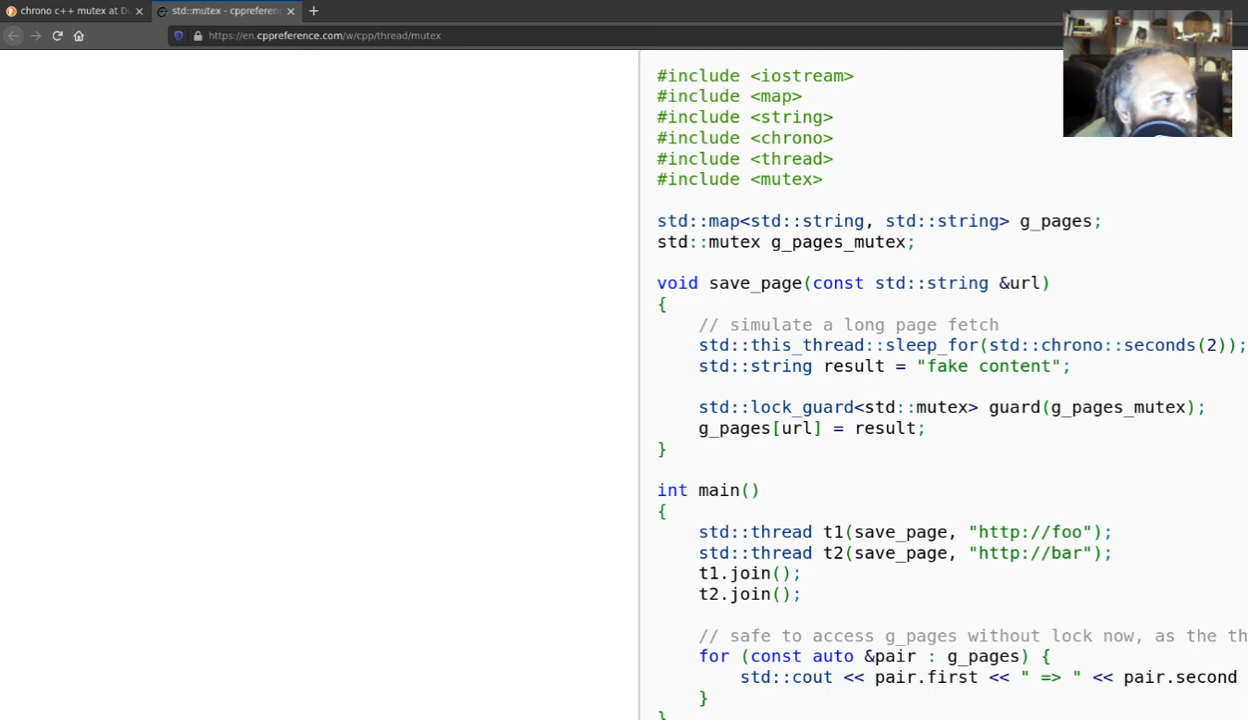 chrono c++ mutex at D
std::mutex - cppreferenc
https://en.cppreference.com/w/cpp/thread/mutex
#include <iostream>
#include <map>
#include <string>
#include <chrono>
#include <thread>
#include <mutex>
std::map<std::string, std::string> g_pages;
std::mutex g_pages_mutex;
void save_page(const std::string &url)
{
// simulate a long page fetch
std::this_thread::sleep_for(std::chrono::seconds(2));
std::string result = "fake content";
std::lock_guard<std::mutex> guard(g_pages_mutex);
g_pages[url] = result;
}
int main()
{
std::thread t1(save_page, "http://foo");
std::thread t2(save_page, "http://bar");
t1.join();
t2.join();
// safe to access g_pages without lock now, as the th
for (const auto &pair : g_pages) {
std::cout << pair.first << " => " << pair.second
}
}